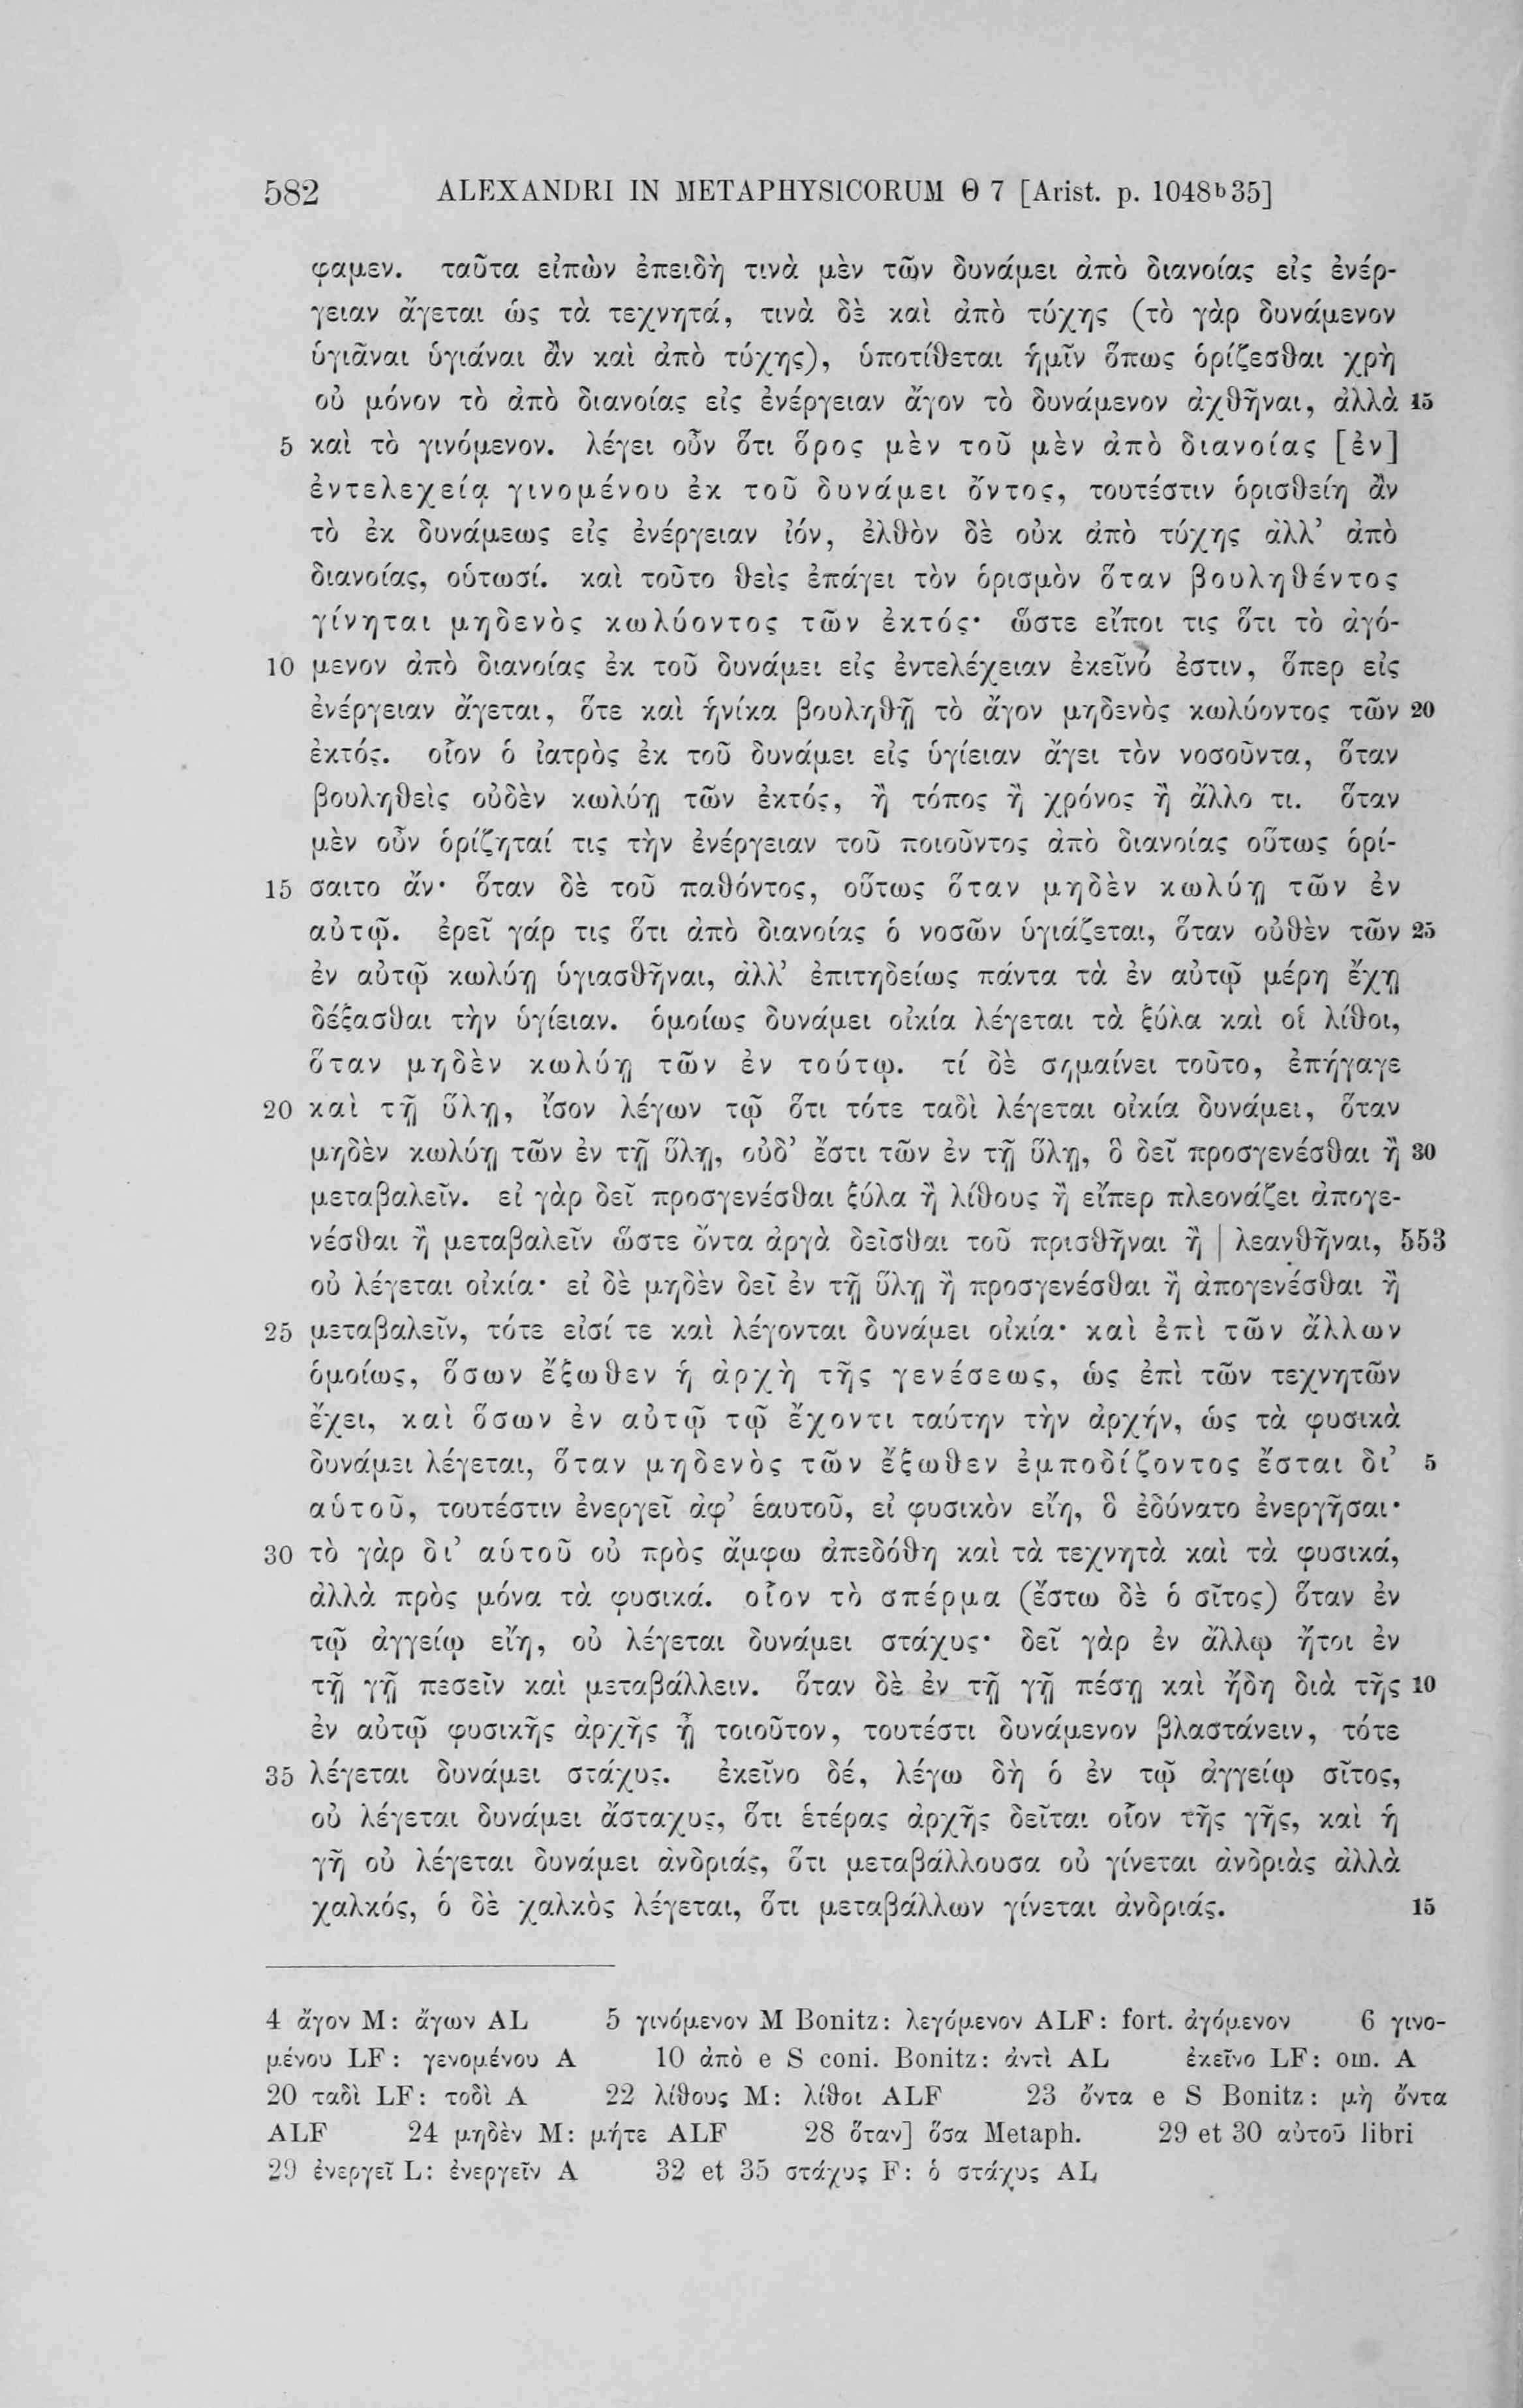 582 ALEXANDRI IN METAPHYSICORUM Θ 7 [Arist. p. 1048ᵇ35]
φαμεν. ταῦτα εἰπὼν ἐπειδή τινὰ μὲν τῶν δυνάμει ἀπὸ διανοίας εἰς ἐνέρ-
γειαν ἄγεται ὡς τὰ τεχνητά, τινὰ δὲ καὶ ἀπὸ τύχης (τὸ γὰρ δυνάμενον
ὑγιᾶναι ὑγιάναι ἂν καὶ ἀπὸ τύχης), ὑποτίθεται ἡμῖν ὅπως ὁρίζεσθαι χρὴ
οὐ μόνον τὸ ἀπὸ διανοίας εἰς ἐνέργειαν ἄγον τὸ δυνάμενον ἀχθῆναι, ἀλλὰ 15
5 καὶ τὸ γινόμενον. λέγει οὖν ὅτι ὅρος μὲν τοῦ μὲν ἀπὸ διανοίας [ἐν]
ἐντελεχείᾳ γινομένου ἐκ τοῦ δυνάμει ὄντος, τουτέστιν ὁρισθείη ἂν
τὸ ἐκ δυνάμεως εἰς ἐνέργειαν ἰόν, ἐλθὸν δὲ οὐκ ἀπὸ τύχης ἀλλ’ ἀπὸ
διανοίας, οὑτωσί. καὶ τοῦτο θεὶς ἐπάγει τὸν ὁρισμὸν ὅταν βουληθέντος
γίνηται μηδενὸς κωλύοντος τῶν ἐκτός· ὥστε εἴποι τις ὅτι τὸ ἀγό-
10 μενον ἀπὸ διανοίας ἐκ τοῦ δυνάμει εἰς ἐντελέχειαν ἐκεῖνό ἐστιν, ὅπερ εἰς
ἐνέργειαν ἄγεται, ὅτε καὶ ἡνίκα βουληθῇ τὸ ἄγον μηδενὸς κωλύοντος τῶν 20
ἐκτός. οἷον ὁ ἰατρὸς ἐκ τοῦ δυνάμει εἰς ὑγίειαν ἄγει τὸν νοσοῦντα, ὅταν
βουληθεὶς οὐδὲν κωλύῃ τῶν ἐκτός, ἢ τόπος ἢ χρόνος ἢ ἄλλο τι. ὅταν
μὲν οὖν ὁρίζηταί τις τὴν ἐνέργειαν τοῦ ποιοῦντος ἀπὸ διανοίας οὕτως ὁρί-
15 σαιτο ἄν· ὅταν δὲ τοῦ παθόντος, οὕτως ὅταν μηδὲν κωλύῃ τῶν ἐν
αὐτῷ. ἐρεῖ γάρ τις ὅτι ἀπὸ διανοίας ὁ νοσῶν ὑγιάζεται, ὅταν οὐθὲν τῶν 25
ἐν αὐτῷ κωλύῃ ὑγιασθῆναι, ἀλλ’ ἐπιτηδείως πάντα τὰ ἐν αὐτῷ μέρη ἔχῃ
δέξασθαι τὴν ὑγίειαν. ὁμοίως δυνάμει οἰκία λέγεται τὰ ξύλα καὶ οἱ λίθοι,
ὅταν μηδὲν κωλύῃ τῶν ἐν τούτῳ. τί δὲ σημαίνει τοῦτο, ἐπήγαγε
20 καὶ τῇ ὕλῃ, ἴσον λέγων τῷ ὅτι τότε ταδὶ λέγεται οἰκία δυνάμει, ὅταν
μηδὲν κωλύῃ τῶν ἐν τῇ ὕλῃ, οὐδ’ ἔστι τῶν ἐν τῇ ὕλῃ, ὃ δεῖ προσγενέσθαι ἢ 30
μεταβαλεῖν. εἰ γὰρ δεῖ προσγενέσθαι ξύλα ἢ λίθους ἢ εἴπερ πλεονάζει ἀπογε-
νέσθαι ἢ μεταβαλεῖν ὥστε ὄντα ἀργὰ δεῖσθαι τοῦ πρισθῆναι ἢ | λεανθῆναι, 553
οὐ λέγεται οἰκία· εἰ δὲ μηδὲν δεῖ ἐν τῇ ὕλῃ ἢ προσγενέσθαι ἢ ἀπογενέσθαι ἢ
25 μεταβαλεῖν, τότε εἰσί τε καὶ λέγονται δυνάμει οἰκία· καὶ ἐπὶ τῶν ἄλλων
ὁμοίως, ὅσων ἔξωθεν ἡ ἀρχὴ τῆς γενέσεως, ὡς ἐπὶ τῶν τεχνητῶν
ἔχει, καὶ ὅσων ἐν αὐτῷ τῷ ἔχοντι ταύτην τὴν ἀρχήν, ὡς τὰ φυσικὰ
δυνάμει λέγεται, ὅταν μηδενὸς τῶν ἔξωθεν ἐμποδίζοντος ἔσται δι’ 5
αὑτοῦ, τουτέστιν ἐνεργεῖ ἀφ’ ἑαυτοῦ, εἰ φυσικὸν εἴη, ὃ ἐδύνατο ἐνεργῆσαι·
30 τὸ γὰρ δι’ αὑτοῦ οὐ πρὸς ἄμφω ἀπεδόθη καὶ τὰ τεχνητὰ καὶ τὰ φυσικά,
ἀλλὰ πρὸς μόνα τὰ φυσικά. οἷον τὸ σπέρμα (ἔστω δὲ ὁ σῖτος) ὅταν ἐν
τῷ ἀγγείῳ εἴη, οὐ λέγεται δυνάμει στάχυς· δεῖ γὰρ ἐν ἄλλῳ ἤτοι ἐν
τῇ γῇ πεσεῖν καὶ μεταβάλλειν. ὅταν δὲ ἐν τῇ γῇ πέσῃ καὶ ἤδη διὰ τῆς 10
ἐν αὐτῷ φυσικῆς ἀρχῆς ᾖ τοιοῦτον, τουτέστι δυνάμενον βλαστάνειν, τότε
35 λέγεται δυνάμει στάχυς. ἐκεῖνο δέ, λέγω δὴ ὁ ἐν τῷ ἀγγείῳ σῖτος,
οὐ λέγεται δυνάμει ἄσταχυς, ὅτι ἑτέρας ἀρχῆς δεῖται οἷον τῆς γῆς, καὶ ἡ
γῆ οὐ λέγεται δυνάμει ἀνδριάς, ὅτι μεταβάλλουσα οὐ γίνεται ἀνδριὰς ἀλλὰ
χαλκός, ὁ δὲ χαλκὸς λέγεται, ὅτι μεταβάλλων γίνεται ἀνδριάς. 15
4 ἄγον M: ἄγων AL 5 γινόμενον M Bonitz: λεγόμενον ALF: fort. ἀγόμενον 6 γινο-
μένου LF: γενομένου A 10 ἀπὸ e S coni. Bonitz: ἀντὶ AL ἐκεῖνο LF: om. A
20 ταδὶ LF: τοδὶ A 22 λίθους M: λίθοι ALF 23 ὄντα e S Bonitz: μὴ ὄντα
ALF 24 μηδὲν M: μήτε ALF 28 ὅταν] ὅσα Metaph. 29 et 30 αὐτοῦ libri
29 ἐνεργεῖ L: ἐνεργεῖν A 32 et 35 στάχυς F: ὁ στάχυς AL